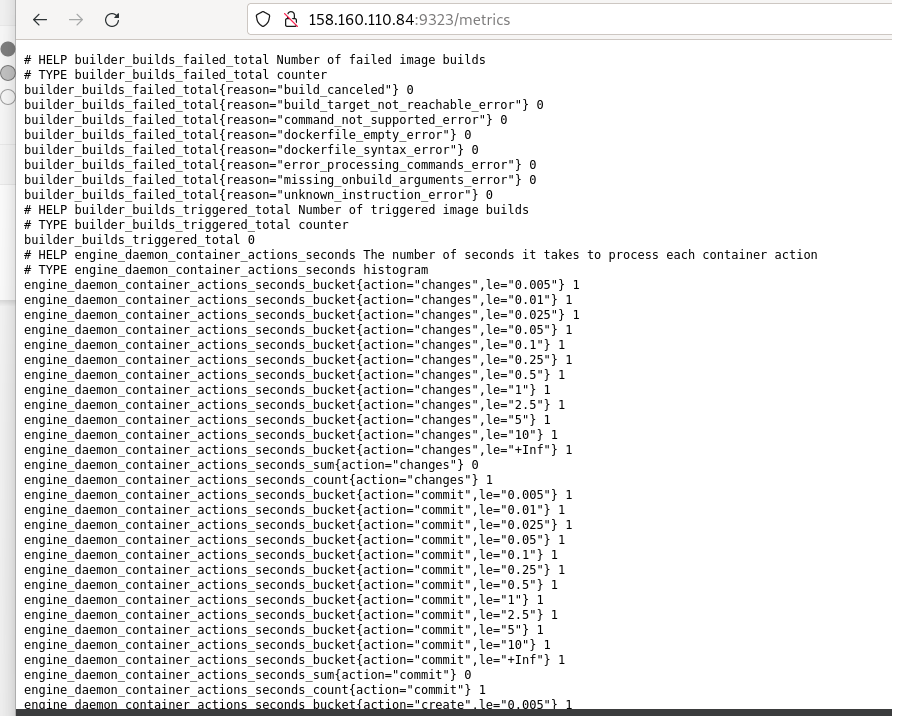 158.160.110.84:9323/metrics
# HELP builder_builds_failed_total Number of failed image builds
# TYPE builder_builds_failed_total counter
builder_builds_failed_total{reason="build_canceled"} 0
builder_builds_failed_total{reason="build_target_not_reachable_error"} 0
builder_builds_failed_total{reason="command_not_supported_error"} 0
builder_builds_failed_total{reason="dockerfile_empty_error"} 0
builder_builds_failed_total{reason="dockerfile_syntax_error"} 0
builder_builds_failed_total{reason="error_processing_commands_error"} 0
builder_builds_failed_total{reason="missing_onbuild_arguments_error"} 0
builder_builds_failed_total{reason="unknown_instruction_error"} 0
# HELP builder_builds_triggered_total Number of triggered image builds
# TYPE builder_builds_triggered_total counter
builder_builds_triggered_total 0
# HELP engine_daemon_container_actions_seconds The number of seconds it takes to process each container action
# TYPE engine_daemon_container_actions_seconds histogram
engine_daemon_container_actions_seconds_bucket{action="changes",le="0.005"} 1
engine_daemon_container_actions_seconds_bucket{action="changes",le="0.01"} 1
engine_daemon_container_actions_seconds_bucket{action="changes",le="0.025"} 1
engine_daemon_container_actions_seconds_bucket{action="changes",le="0.05"} 1
engine_daemon_container_actions_seconds_bucket{action="changes",le="0.1"} 1
engine_daemon_container_actions_seconds_bucket{action="changes",le="0.25"} 1
engine_daemon_container_actions_seconds_bucket{action="changes",le="0.5"} 1
engine_daemon_container_actions_seconds_bucket{action="changes",le="1"} 1
engine_daemon_container_actions_seconds_bucket{action="changes",le="2.5"} 1
engine_daemon_container_actions_seconds_bucket{action="changes",le="5"} 1
engine_daemon_container_actions_seconds_bucket{action="changes",le="10"} 1
engine_daemon_container_actions_seconds_bucket{action="changes",le="+Inf"} 1
engine_daemon_container_actions_seconds_sum{action="changes"} 0
engine_daemon_container_actions_seconds_count{action="changes"} 1
engine_daemon_container_actions_seconds_bucket{action="commit",le="0.005"} 1
engine_daemon_container_actions_seconds_bucket{action="commit",le="0.01"} 1
engine_daemon_container_actions_seconds_bucket{action="commit",le="0.025"} 1
engine_daemon_container_actions_seconds_bucket{action="commit",le="0.05"} 1
engine_daemon_container_actions_seconds_bucket{action="commit",le="0.1"} 1
engine_daemon_container_actions_seconds_bucket{action="commit",le="0.25"} 1
engine_daemon_container_actions_seconds_bucket{action="commit",le="0.5"} 1
engine_daemon_container_actions_seconds_bucket{action="commit",le="1"} 1
engine_daemon_container_actions_seconds_bucket{action="commit",le="2.5"} 1
engine_daemon_container_actions_seconds_bucket{action="commit",le="5"} 1
engine_daemon_container_actions_seconds_bucket{action="commit",le="10"} 1
engine_daemon_container_actions_seconds_bucket{action="commit",le="+Inf"} 1
engine_daemon_container_actions_seconds_sum{action="commit"} 0
engine_daemon_container_actions_seconds_count{action="commit"} 1
engine_daemon_container_actions_seconds_bucket{action="create",le="0.005"} 1